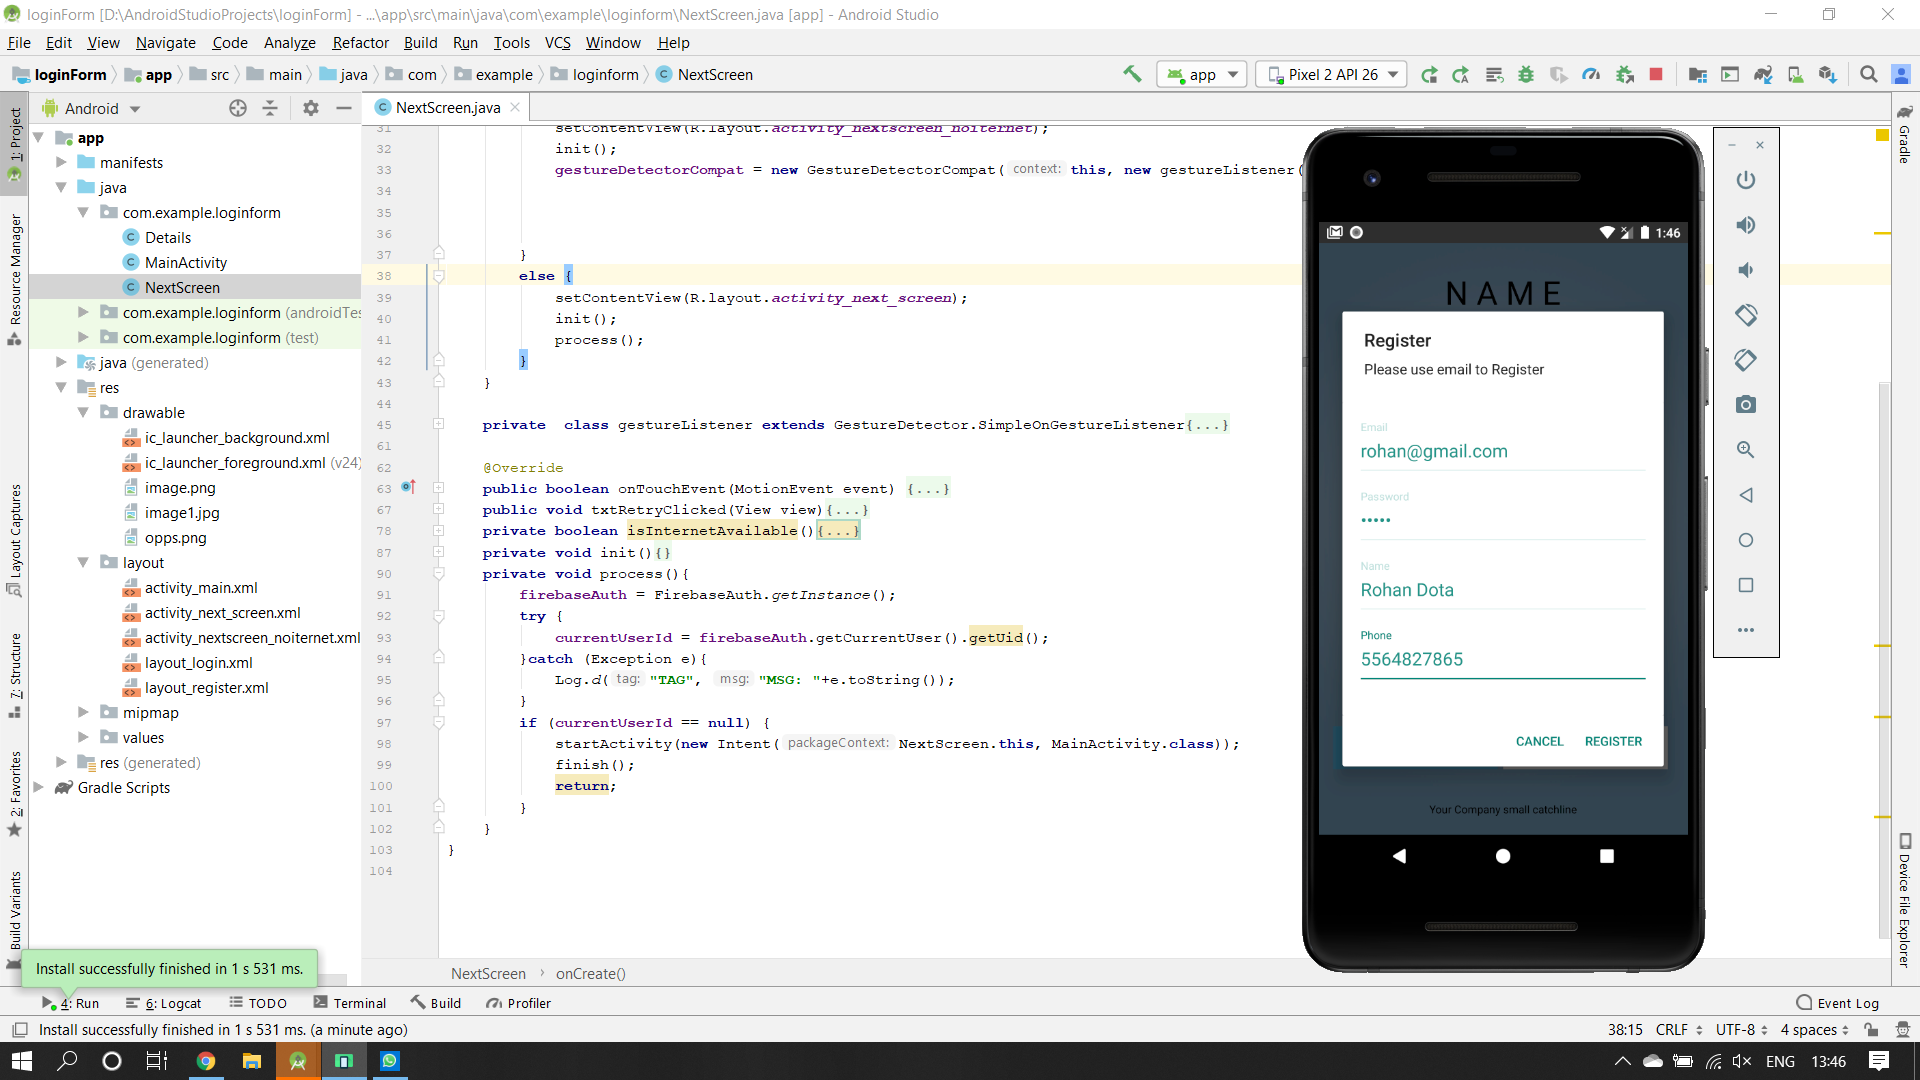 loginForm [D:\AndroidStudioProjects\loginForm] - ...\app\src\main\java\com\example\loginform\NextScreen.java [app] - Android Studio
File Edit View Navigate Code Analyze Refactor Build Run Tools VCS Window Help
loginForm app src main java com example loginform NextScreen
app Pixel 2 API 26
1: Project
Resource Manager
Layout Captures
7: Structure
2: Favorites
Build Variants
Android
app
manifests
java
com.example.loginform
Details
MainActivity
NextScreen
com.example.loginform (androidTes
com.example.loginform (test)
java (generated)
res
drawable
ic_launcher_background.xml
ic_launcher_foreground.xml (v24)
image.png
image1.jpg
opps.png
layout
activity_main.xml
activity_next_screen.xml
activity_nextscreen_noiternet.xml
layout_login.xml
layout_register.xml
mipmap
values
res (generated)
Gradle Scripts
NextScreen.java
31 setContentView(R.layout.activity_nextscreen_noiternet);
32 init();
33 gestureDetectorCompat = new GestureDetectorCompat( context: this, new gestureListener(
34
35
36
37 }
38 else {
39 setContentView(R.layout.activity_next_screen);
40 init();
41 process();
42 }
43 }
44
45 private class gestureListener extends GestureDetector.SimpleOnGestureListener{...}
61
62 @Override
63 public boolean onTouchEvent(MotionEvent event) {...}
67 public void txtRetryClicked(View view){...}
78 private boolean isInternetAvailable(){...}
87 private void init(){}
90 private void process(){
91 firebaseAuth = FirebaseAuth.getInstance();
92 try {
93 currentUserId = firebaseAuth.getCurrentUser().getUid();
94 }catch (Exception e){
95 Log.d( tag: "TAG", msg: "MSG: "+e.toString());
96 }
97 if (currentUserId == null) {
98 startActivity(new Intent( packageContext: NextScreen.this, MainActivity.class));
99 finish();
100 return;
101 }
102 }
103 }
104
1:46
NAME
Register
Please use email to Register
Email
rohan@gmail.com
Password
•••••
Name
Rohan Dota
Phone
5564827865
CANCEL REGISTER
Your Company small catchline
Gradle
Device File Explorer
NextScreen onCreate()
Install successfully finished in 1 s 531 ms.
4: Run 6: Logcat TODO Terminal Build Profiler Event Log
Install successfully finished in 1 s 531 ms. (a minute ago) 38:15 CRLF UTF-8 4 spaces
ENG 13:46